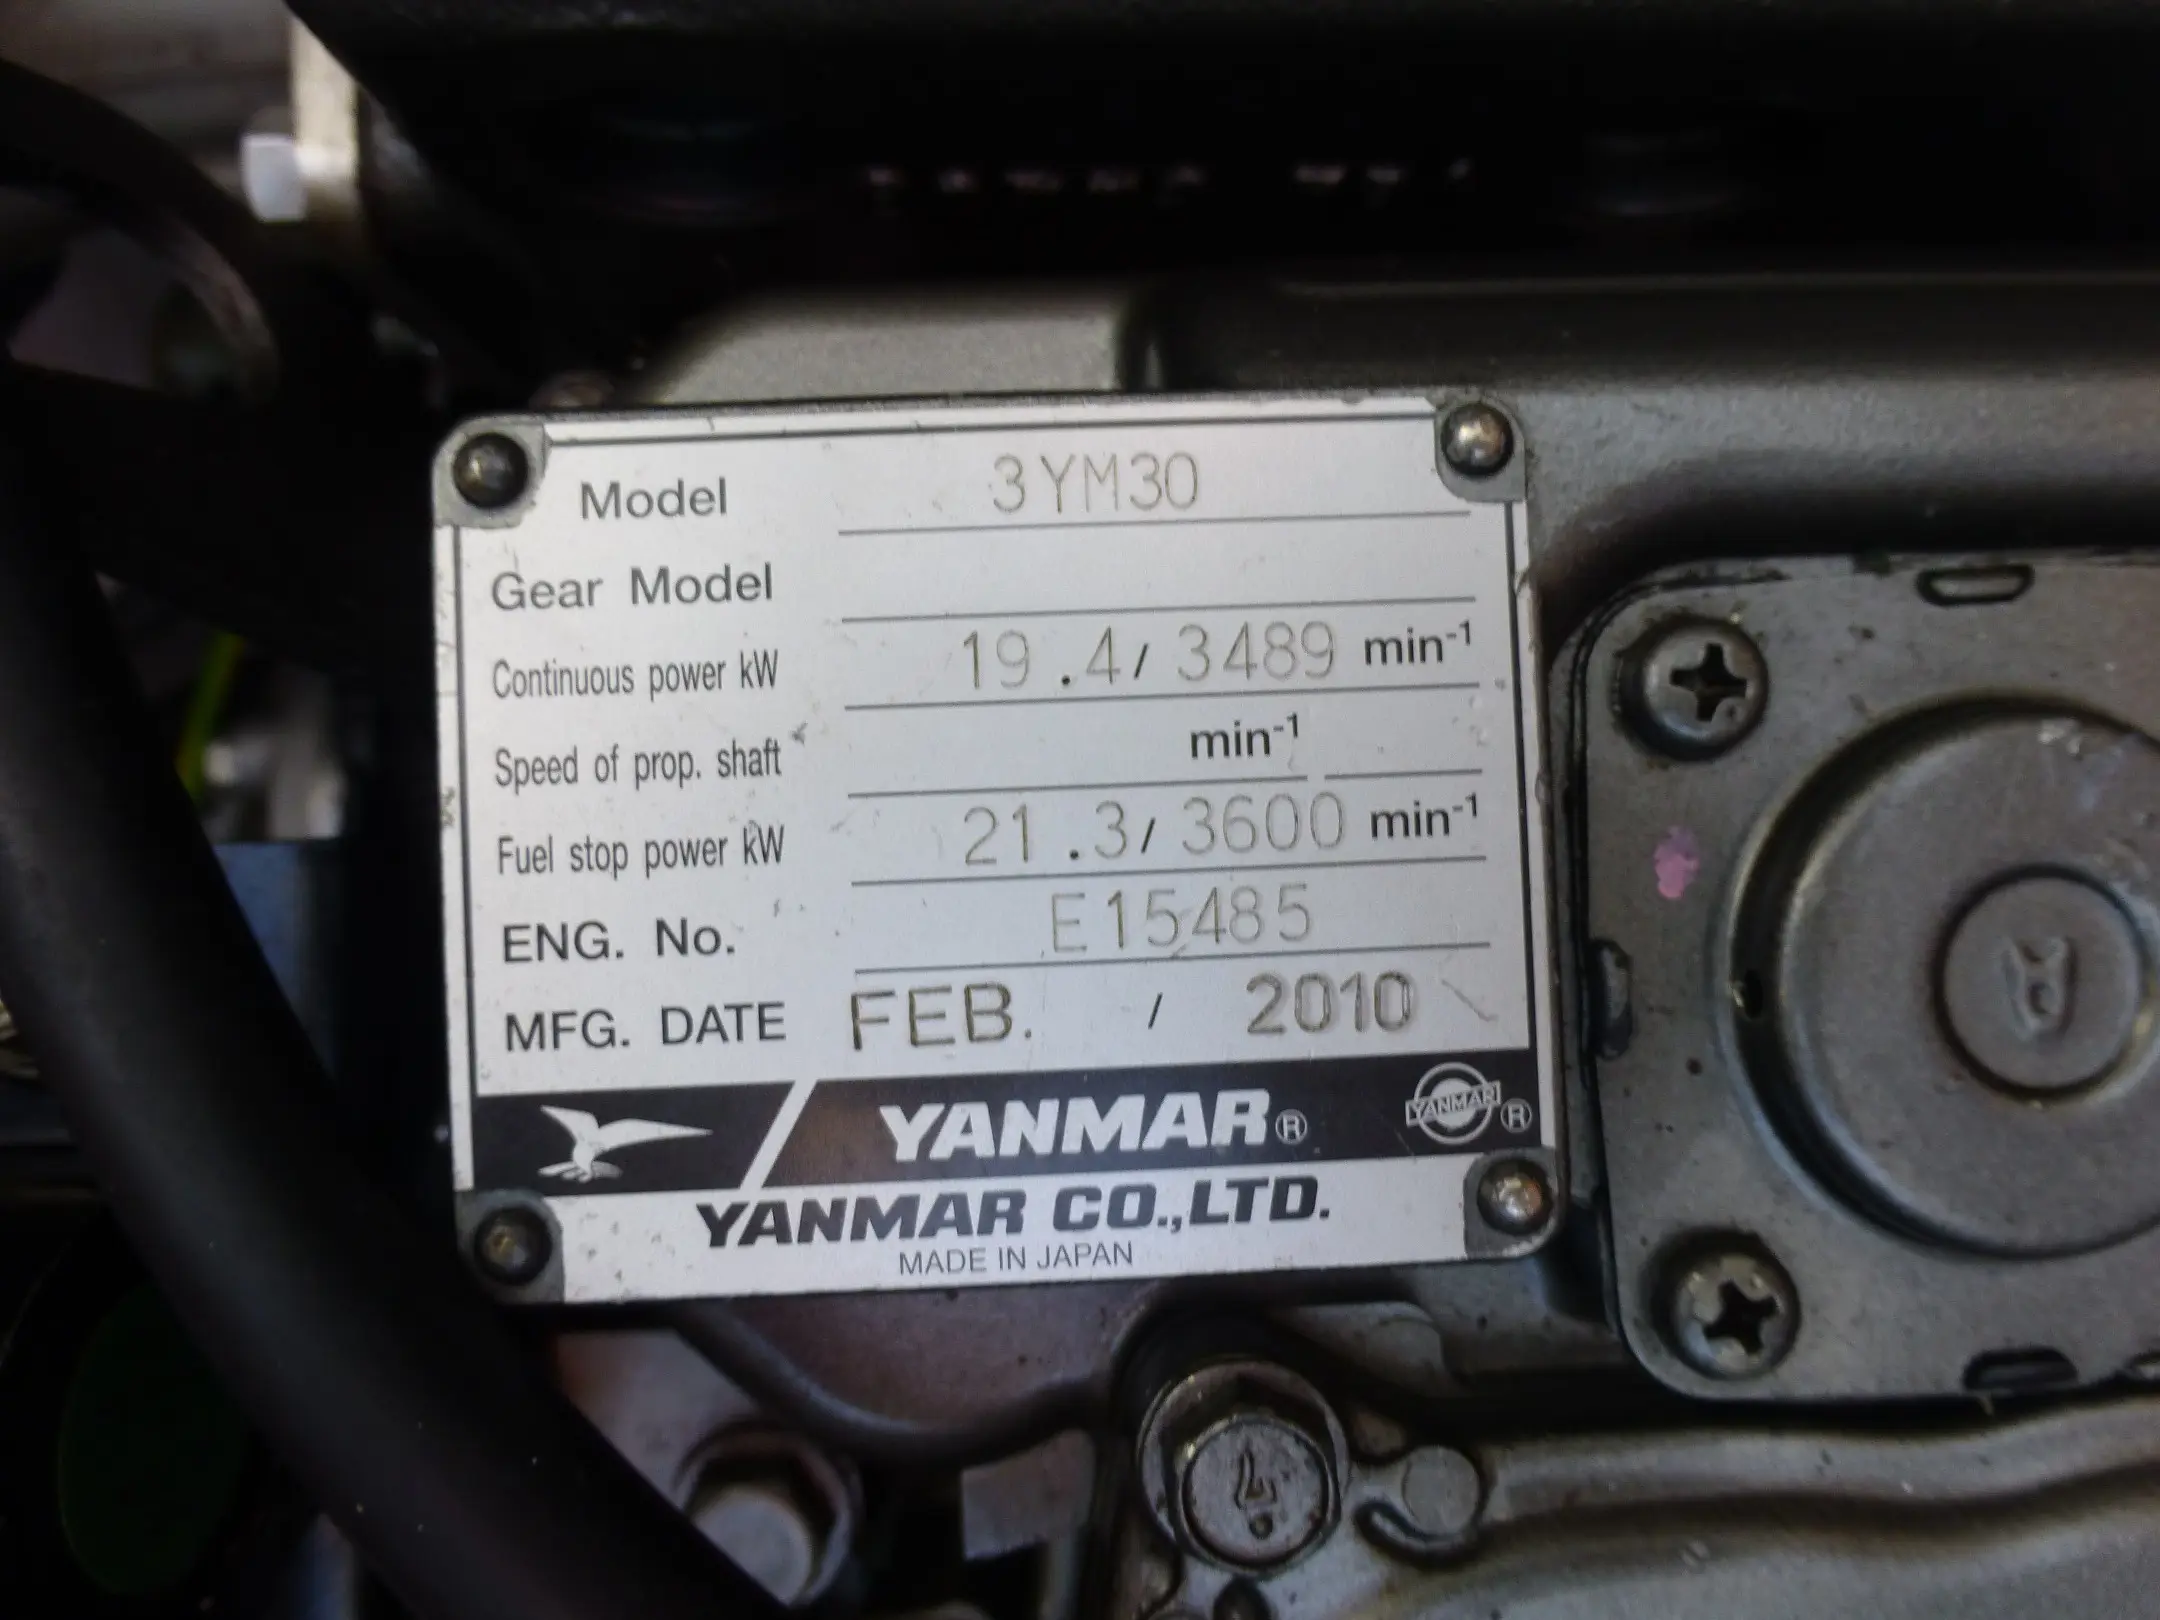 Model 3YM30
Gear Model
Continuous power kW 19.4/3489 min-1
Speed of prop. shaft min-1
Fuel stop power kW 21.3/3600 min-1
ENG. No. E15485
MFG. DATE FEB. / 2010
YANMAR® YANMAR ®
YANMAR CO.,LTD.
MADE IN JAPAN
7